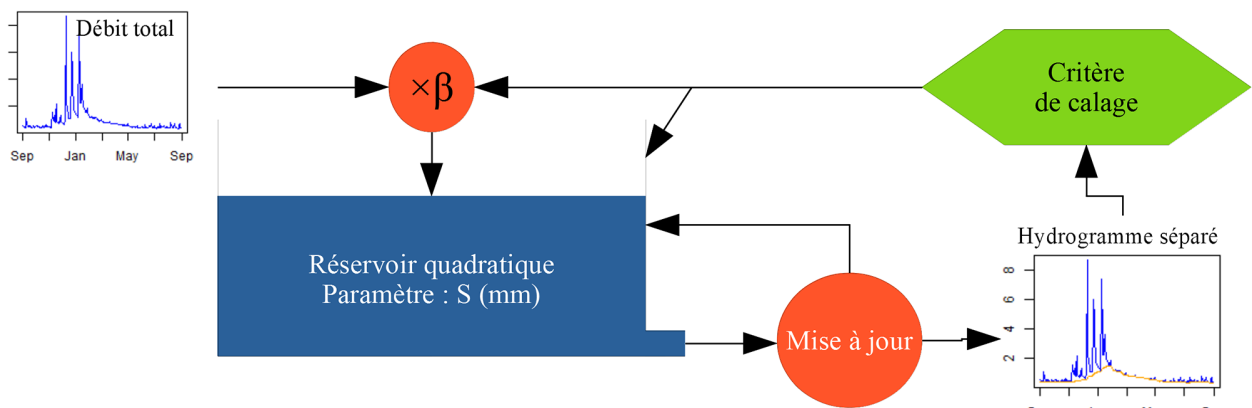 Débit total
Sep Jan May Sep
×β
Critère
de calage
Réservoir quadratique
Paramètre : S (mm)
Mise à jour
Hydrogramme séparé
8
6
4
2